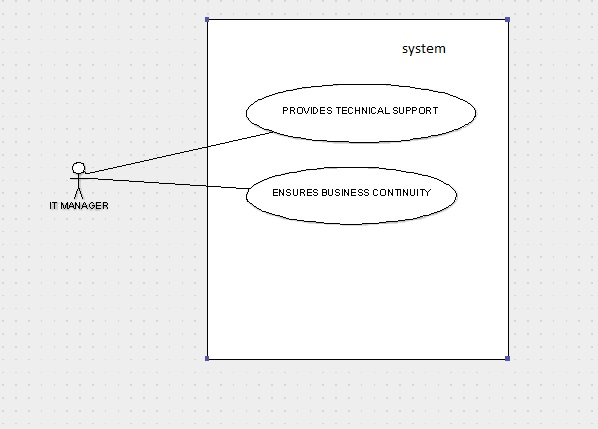 system
PROVIDES TECHNICAL SUPPORT
ENSURES BUSINESS CONTINUITY
IT MANAGER